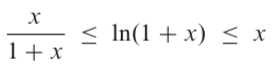 x/(1 + x) ≤ ln(1 + x) ≤ x